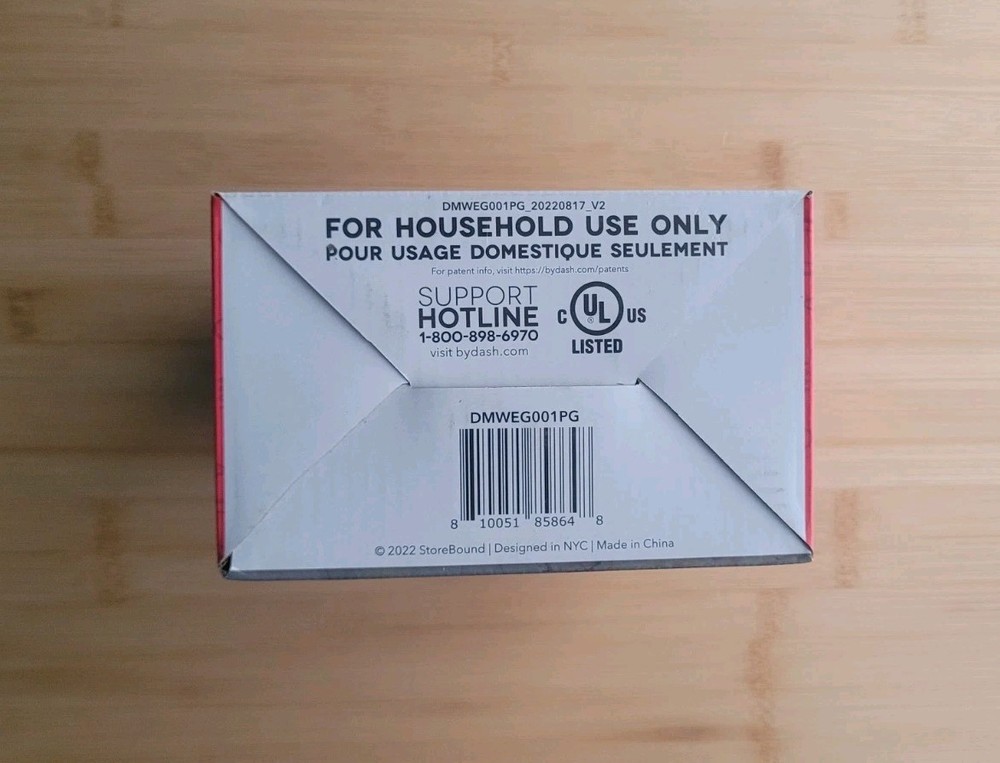 DMWEG001PG_20220817_V2
FOR HOUSEHOLD USE ONLY
POUR USAGE DOMESTIQUE SEULEMENT
For patent info, visit https://bydash.com/patents
SUPPORT
HOTLINE
1-800-898-6970
visit bydash.com
C UL ® US
LISTED
DMWEG001PG
8 10051 85864 8
© 2022 StoreBound | Designed in NYC | Made in China